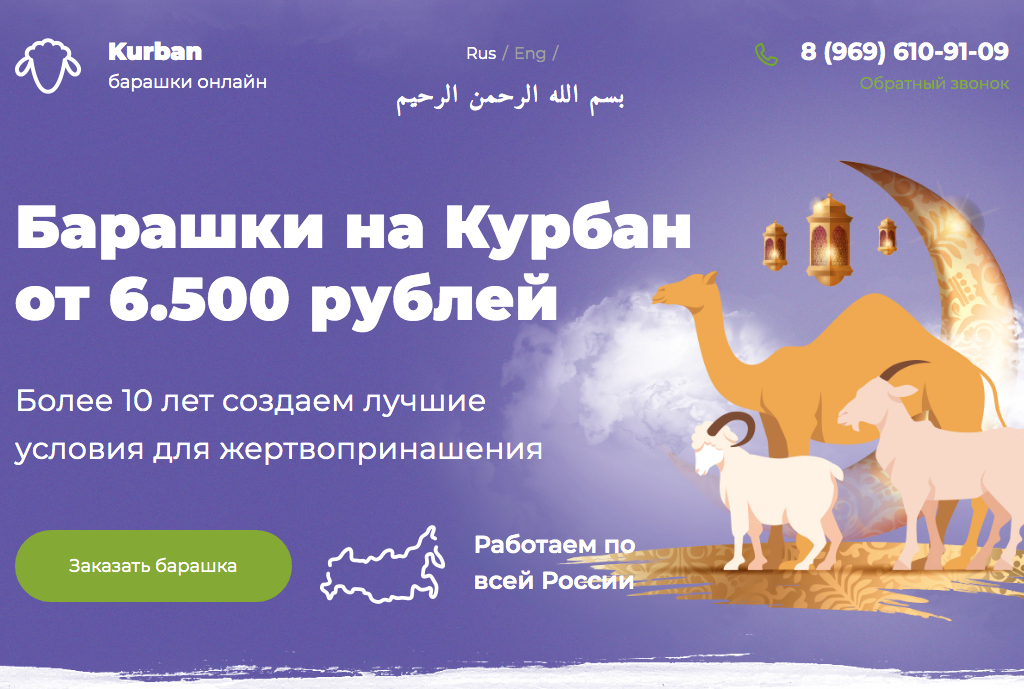 Kurban
барашки онлайн
Rus / Eng /
بسم الله الرحمن الرحيم
8 (969) 610-91-09
Обратный звонок
Барашки на Курбан
от 6.500 рублей
Более 10 лет создаем лучшие
условия для жертвопринашения
Заказать барашка
Работаем по
всей России